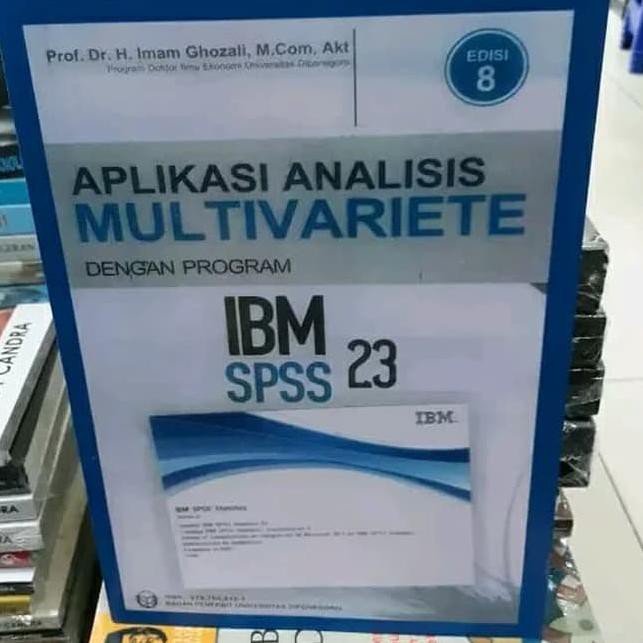 Prof. Dr. H. Imam Ghozali, M.Com, Akt
Program Doktor Ilmu Ekonomi Universitas Diponegoro
EDISI
8
APLIKASI ANALISIS
MULTIVARIETE
DENGAN PROGRAM
IBM
SPSS 23
IBM
IBM SPSS Statistics
BADAN PENERBIT UNIVERSITAS DIPONEGORO
CANDRA